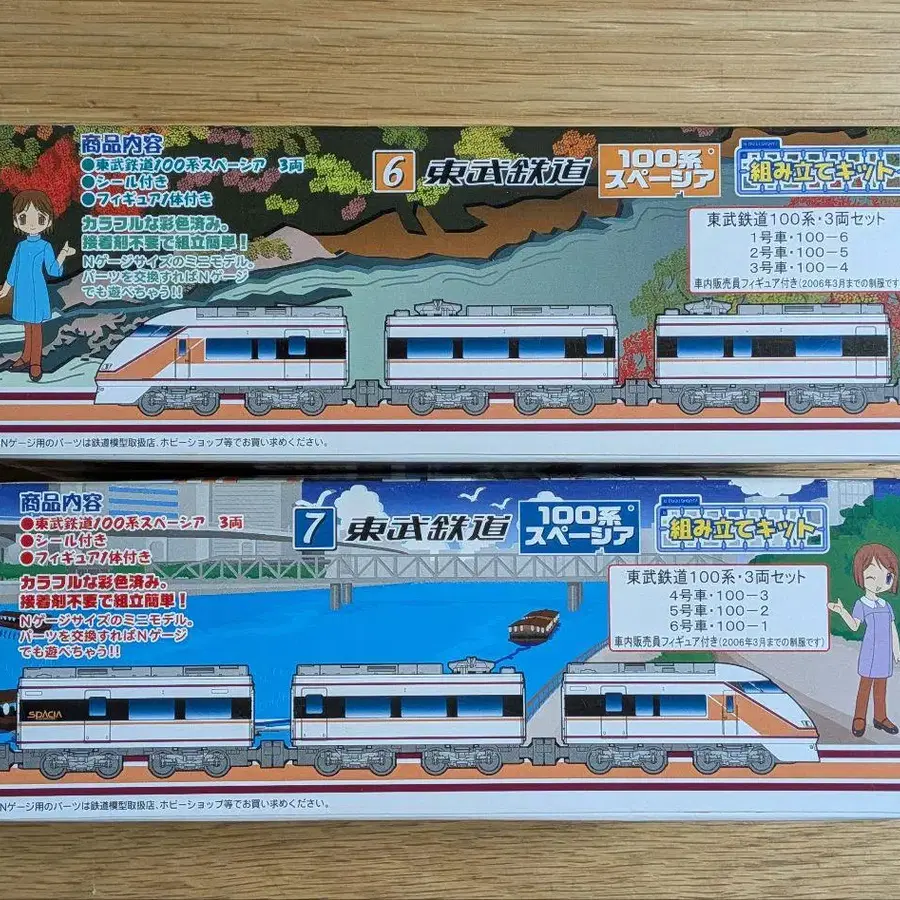 商品内容
●東武鉄道100系スペーシア 3両
●シール付き
●フィギュア1体付き
カラフルな彩色済み。
接着剤不要で組立簡単！
Nゲージサイズのミニモデル。
パーツを交換すればNゲージ
でも遊べちゃう!!
6 東武鉄道 100系スペーシア
組み立てキット
東武鉄道100系・3両セット
1号車・100-6
2号車・100-5
3号車・100-4
車内販売員フィギュア付き(2006年3月までの制服です)
Nゲージ用のパーツは鉄道模型取扱店、ホビーショップ等でお買い求めください。
商品内容
●東武鉄道100系スペーシア 3両
●シール付き
●フィギュア1体付き
カラフルな彩色済み。
接着剤不要で組立簡単！
Nゲージサイズのミニモデル。
パーツを交換すればNゲージ
でも遊べちゃう!!
7 東武鉄道 100系スペーシア
組み立てキット
東武鉄道100系・3両セット
4号車・100-3
5号車・100-2
6号車・100-1
車内販売員フィギュア付き(2006年3月までの制服です)
SPACIA
Nゲージ用のパーツは鉄道模型取扱店、ホビーショップ等でお買い求めください。